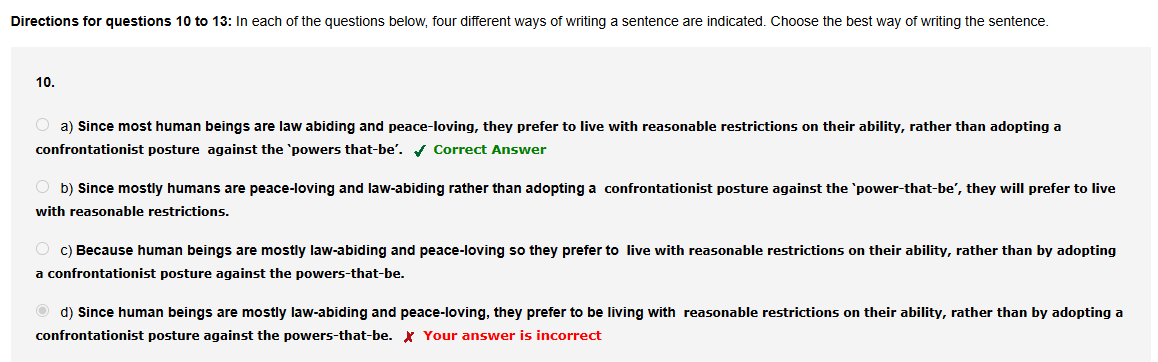 Directions for questions 10 to 13: In each of the questions below, four different ways of writing a sentence are indicated. Choose the best way of writing the sentence.
10.
a) Since most human beings are law abiding and peace-loving, they prefer to live with reasonable restrictions on their ability, rather than adopting a
confrontationist posture against the ‘powers that-be’. ✓ Correct Answer
b) Since mostly humans are peace-loving and law-abiding rather than adopting a confrontationist posture against the ‘power-that-be’, they will prefer to live
with reasonable restrictions.
c) Because human beings are mostly law-abiding and peace-loving so they prefer to live with reasonable restrictions on their ability, rather than by adopting
a confrontationist posture against the powers-that-be.
d) Since human beings are mostly law-abiding and peace-loving, they prefer to be living with reasonable restrictions on their ability, rather than by adopting a
confrontationist posture against the powers-that-be. ✗ Your answer is incorrect